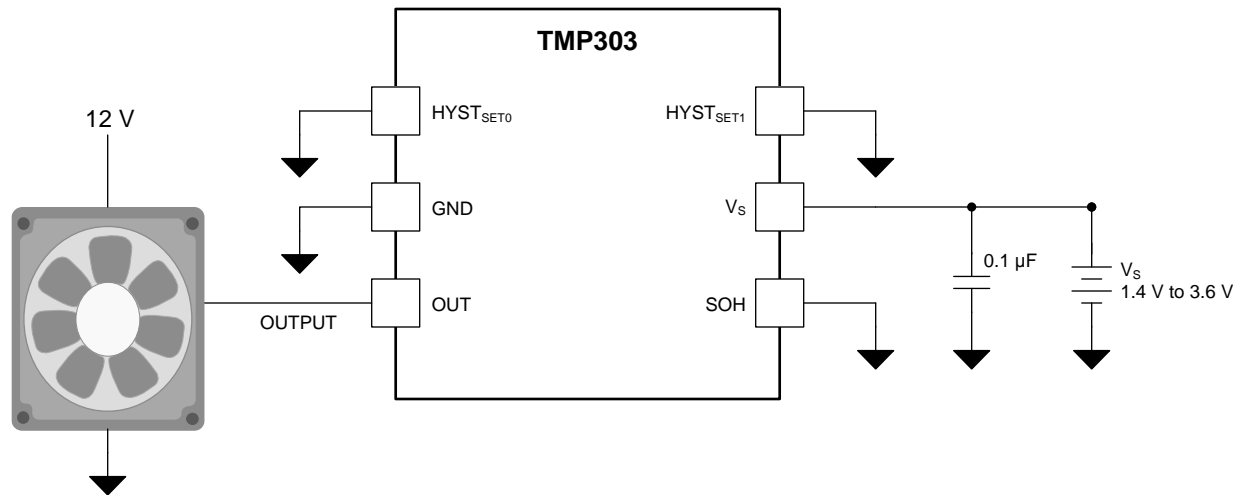 TMP303
12 V
HYSTSET0
HYSTSET1
GND
VS
OUT
SOH
OUTPUT
0.1 µF
VS
1.4 V to 3.6 V